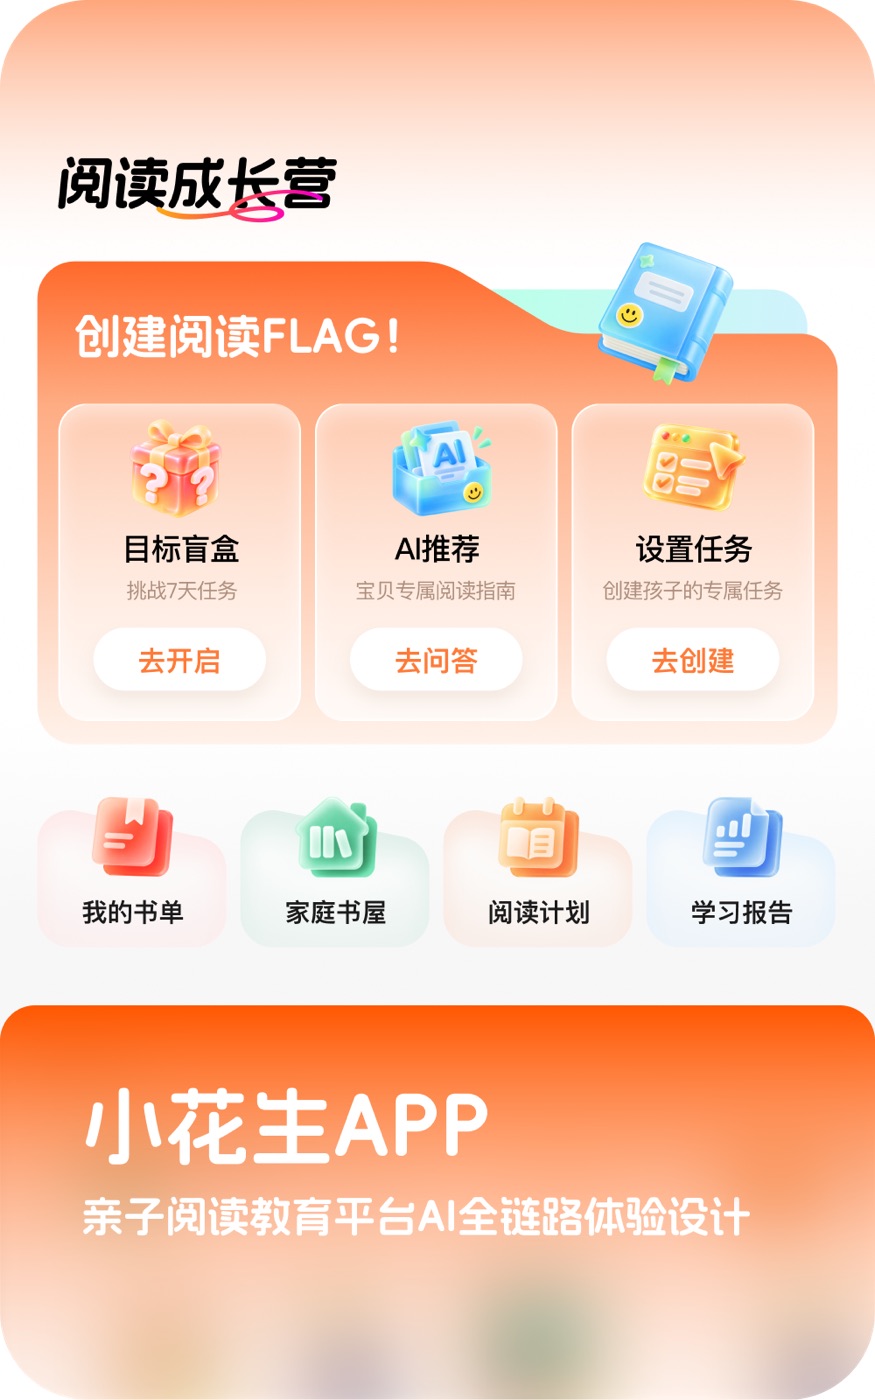 阅读成长营
创建阅读FLAG!
? ?
AI
目标盲盒
挑战7天任务
去开启
AI推荐
宝贝专属阅读指南
去问答
设置任务
创建孩子的专属任务
去创建
我的书单
家庭书屋
阅读计划
学习报告
小花生APP
亲子阅读教育平台AI全链路体验设计